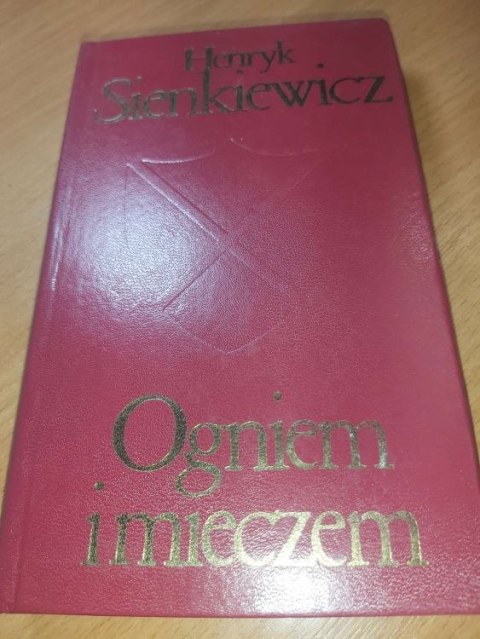 Henryk
Sienkiewicz
Ogniem
i mieczem